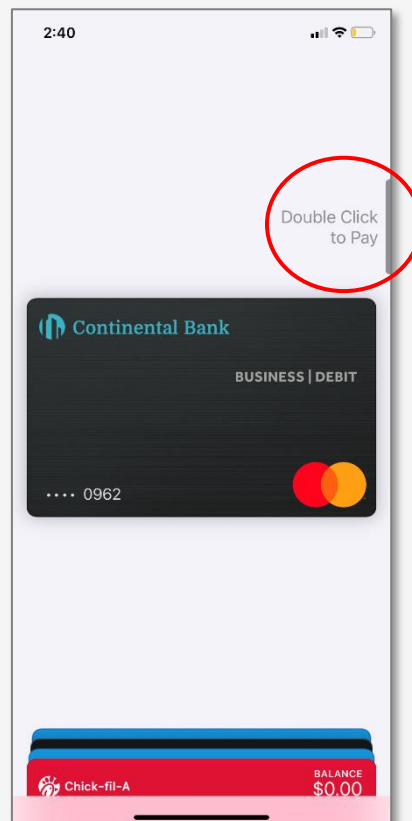 2:40
Double Click
to Pay
Continental Bank
BUSINESS | DEBIT
•••• 0962
Chick-fil-A
BALANCE
$0.00